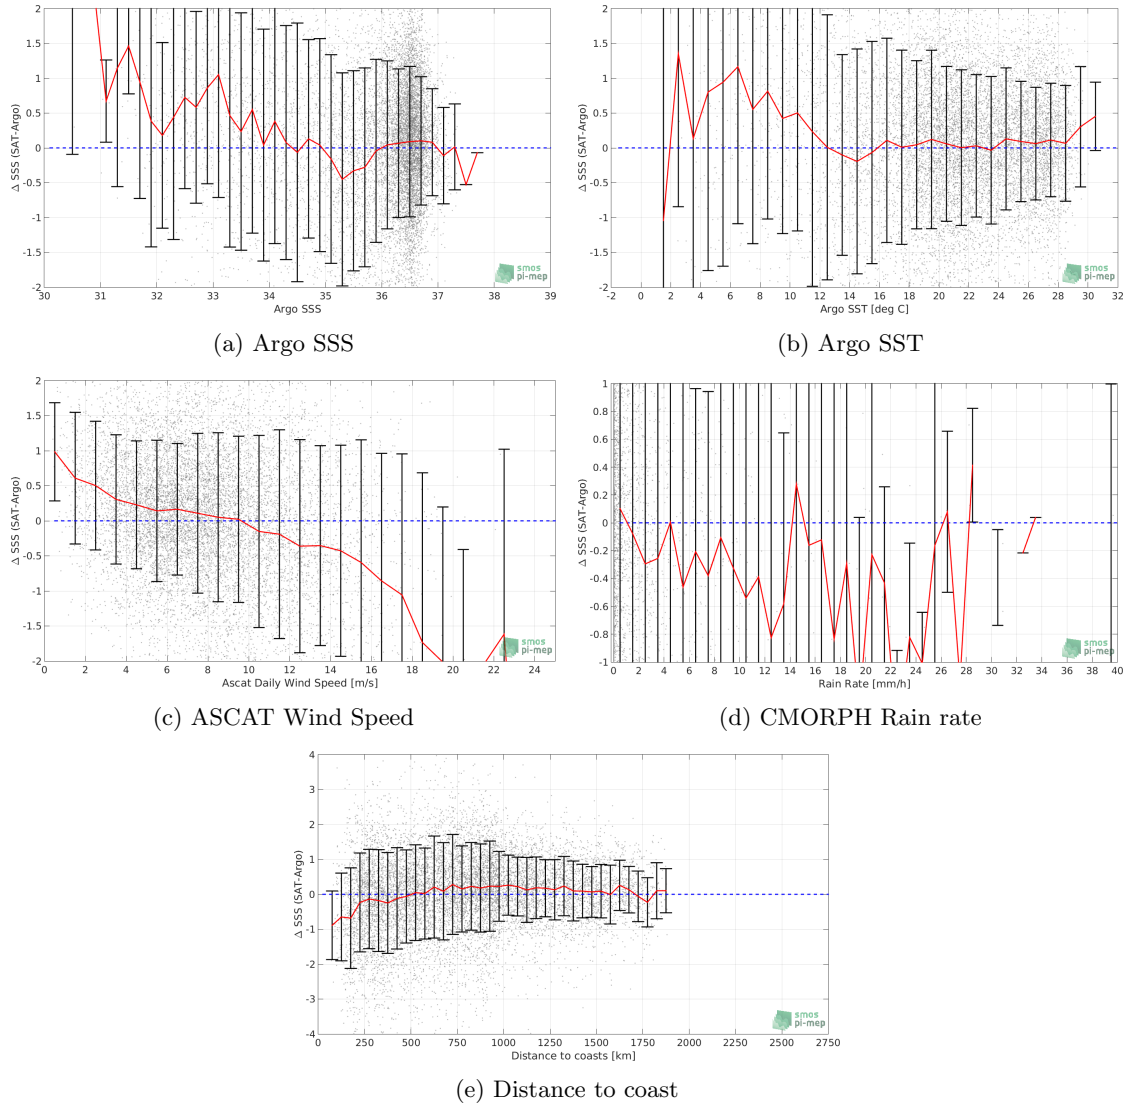 2
1.5
1
0.5
0
-0.5
-1
-1.5
-2
Δ SSS (SAT-Argo)
30 31 32 33 34 35 36 37 38 39
Argo SSS
smos
pi-mep
(a) Argo SSS
2
1.5
1
0.5
0
-0.5
-1
-1.5
-2
Δ SSS (SAT-Argo)
-2 0 2 4 6 8 10 12 14 16 18 20 22 24 26 28 30 32
Argo SST [deg C]
smos
pi-mep
(b) Argo SST
2
1.5
1
0.5
0
-0.5
-1
-1.5
-2
Δ SSS (SAT-Argo)
0 2 4 6 8 10 12 14 16 18 20 22 24
Ascat Daily Wind Speed [m/s]
smos
pi-mep
(c) ASCAT Wind Speed
1
0.8
0.6
0.4
0.2
0
-0.2
-0.4
-0.6
-0.8
-1
Δ SSS (SAT-Argo)
0 2 4 6 8 10 12 14 16 18 20 22 24 26 28 30 32 34 36 38 40
Rain Rate [mm/h]
smos
pi-mep
(d) CMORPH Rain rate
4
3
2
1
0
-1
-2
-3
-4
Δ SSS (SAT-Argo)
0 250 500 750 1000 1250 1500 1750 2000 2250 2500 2750
Distance to coasts [km]
smos
pi-mep
(e) Distance to coast